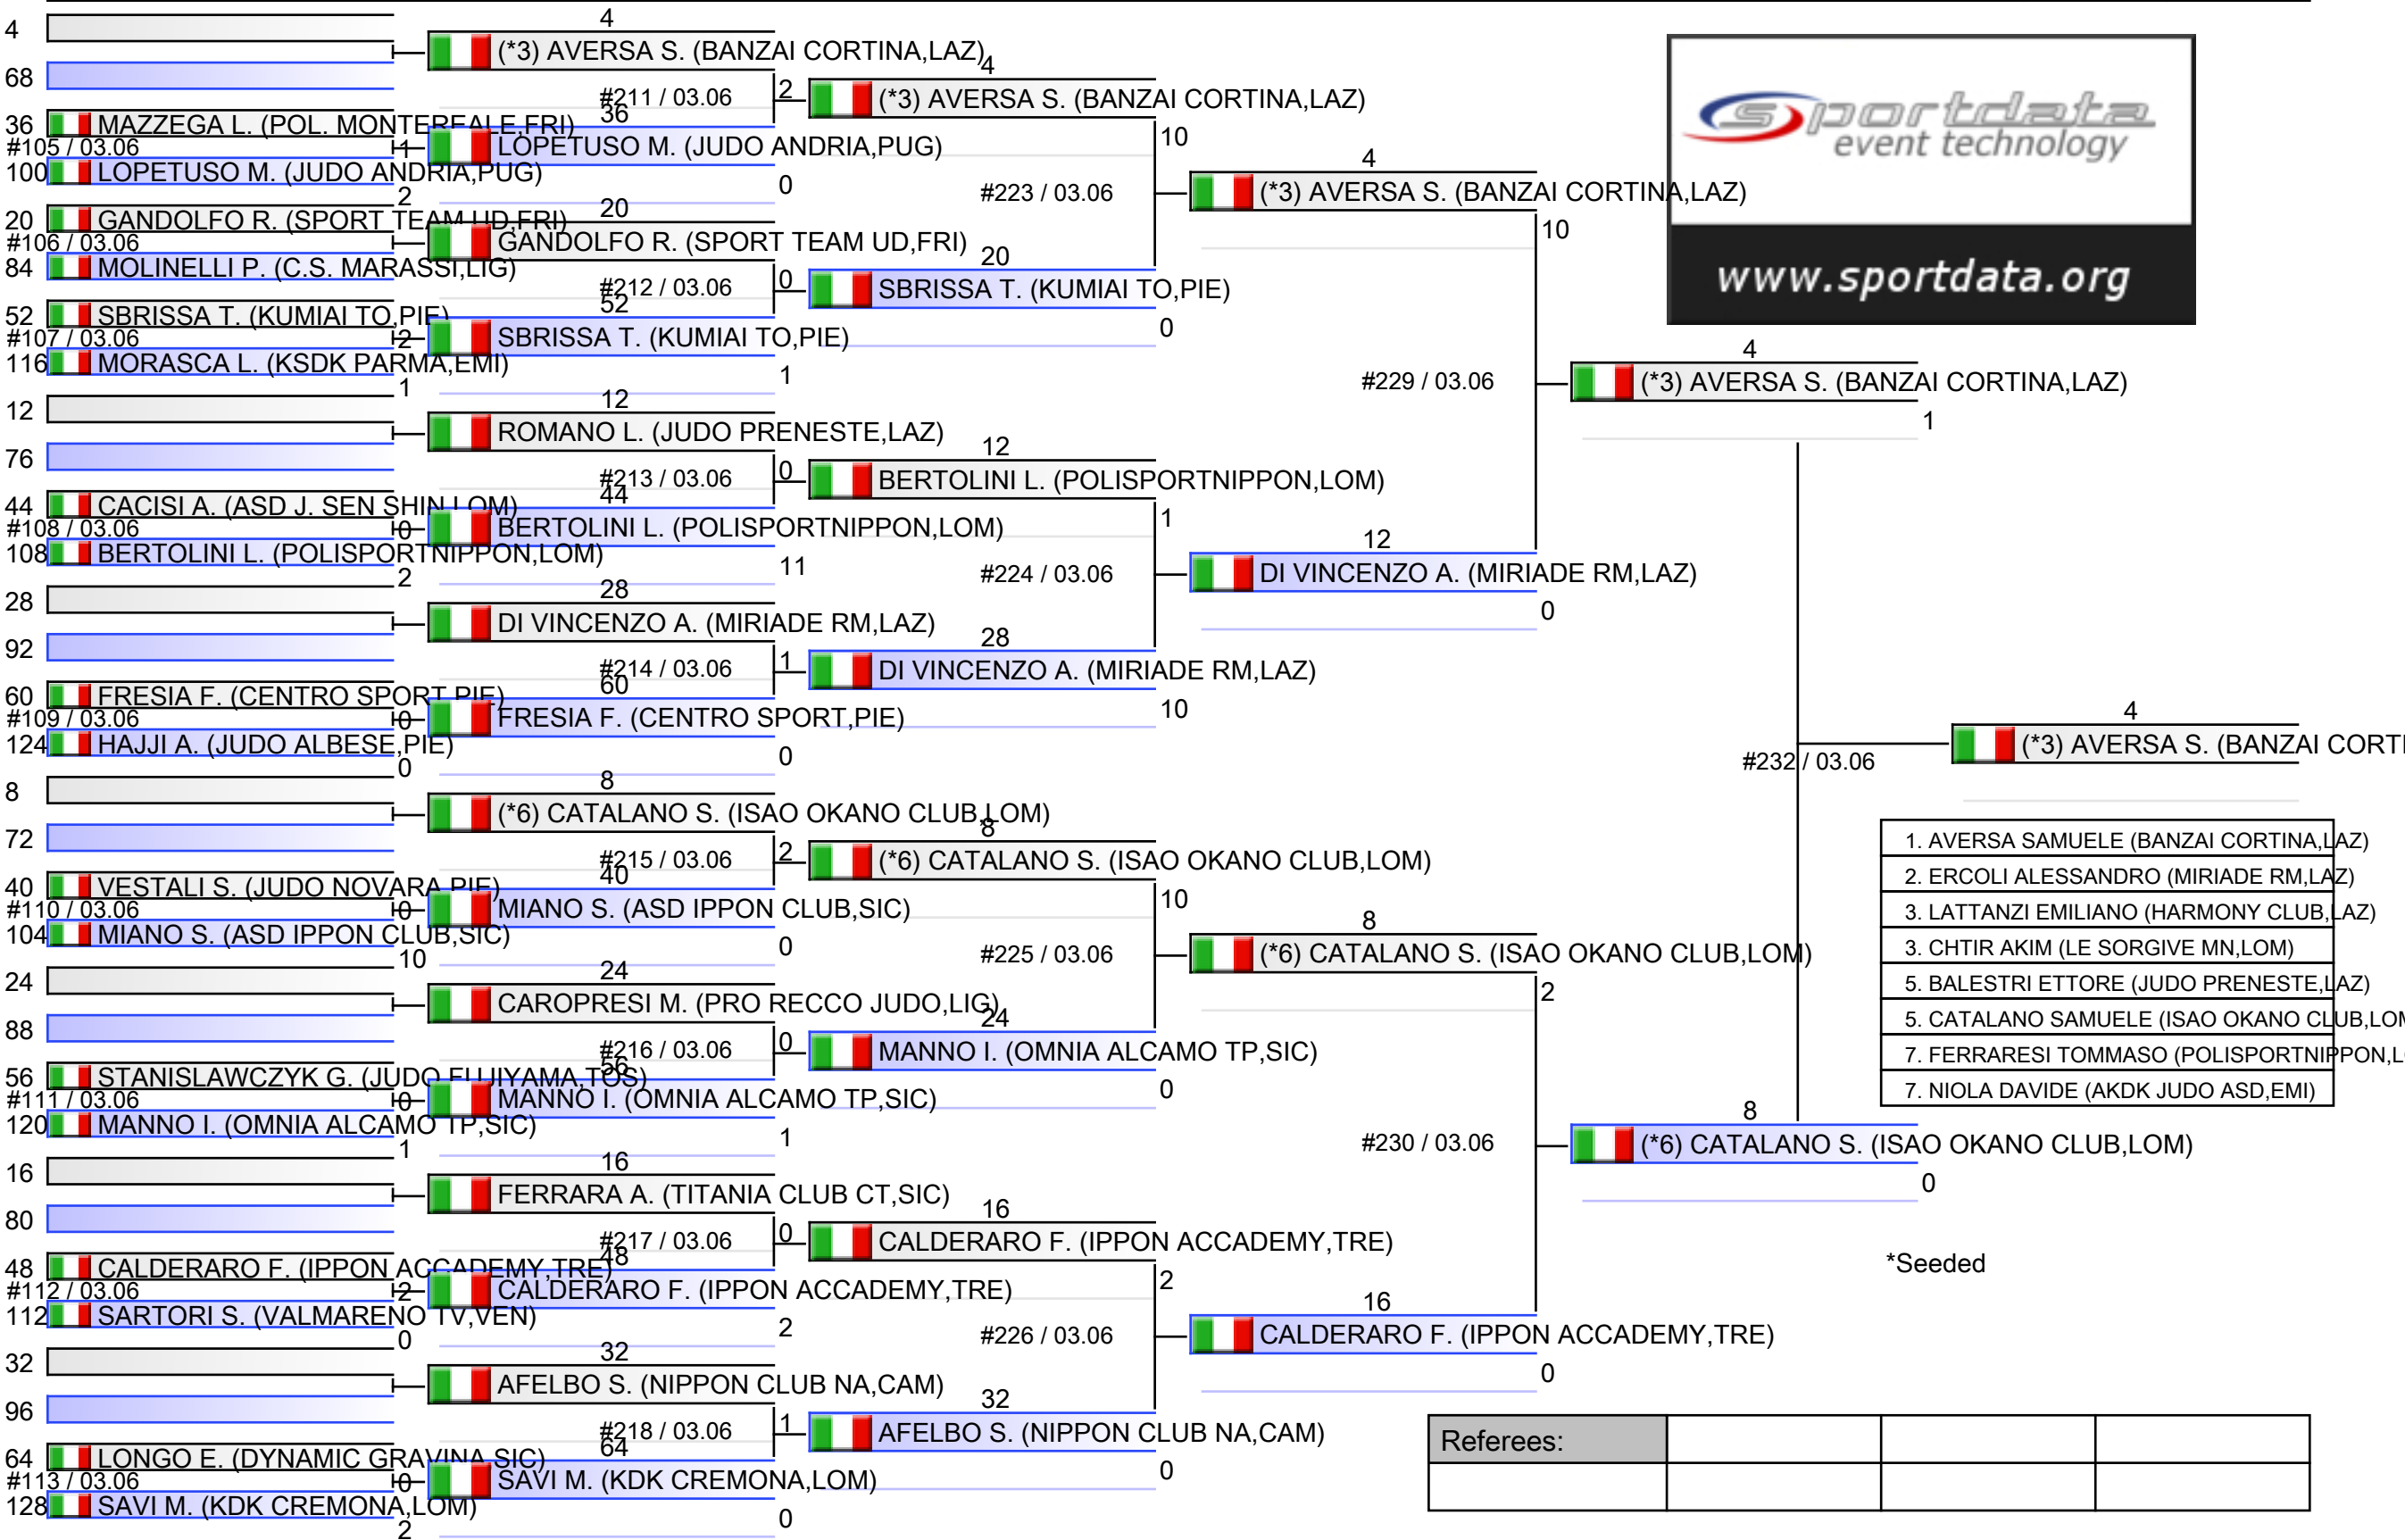 4
68
36 MAZZEGA L. (POL. MONTEREALE,FRI)
#105 / 03.06 1
100 LOPETUSO M. (JUDO ANDRIA,PUG)
2
20 GANDOLFO R. (SPORT TEAM UD,FRI)
#106 / 03.06
84 MOLINELLI P. (C.S. MARASSI,LIG)
52 SBRISSA T. (KUMIAI TO,PIE)
#107 / 03.06 2
116 MORASCA L. (KSDK PARMA,EMI)
1
12
76
44 CACISI A. (ASD J. SEN SHIN,LOM)
#108 / 03.06 0
108 BERTOLINI L. (POLISPORTNIPPON,LOM)
2
28
92
60 FRESIA F. (CENTRO SPORT,PIE)
#109 / 03.06 0
124 HAJJI A. (JUDO ALBESE,PIE)
0
8
72
40 VESTALI S. (JUDO NOVARA,PIE)
#110 / 03.06 0
104 MIANO S. (ASD IPPON CLUB,SIC)
10
24
88
56 STANISLAWCZYK G. (JUDO FUJIYAMA,TOS)
#111 / 03.06 0
120 MANNO I. (OMNIA ALCAMO TP,SIC)
1
16
80
48 CALDERARO F. (IPPON ACCADEMY,TRE)
#112 / 03.06 2
112 SARTORI S. (VALMARENO TV,VEN)
0
32
96
64 LONGO E. (DYNAMIC GRAVINA,SIC)
#113 / 03.06 0
128 SAVI M. (KDK CREMONA,LOM)
2
4
(*3) AVERSA S. (BANZAI CORTINA,LAZ)
#211 / 03.06 2
36
LOPETUSO M. (JUDO ANDRIA,PUG)
0
20
GANDOLFO R. (SPORT TEAM UD,FRI)
#212 / 03.06 0
52
SBRISSA T. (KUMIAI TO,PIE)
1
12
ROMANO L. (JUDO PRENESTE,LAZ)
#213 / 03.06 0
44
BERTOLINI L. (POLISPORTNIPPON,LOM)
11
28
DI VINCENZO A. (MIRIADE RM,LAZ)
#214 / 03.06 1
60
FRESIA F. (CENTRO SPORT,PIE)
0
8
(*6) CATALANO S. (ISAO OKANO CLUB,LOM)
#215 / 03.06 2
40
MIANO S. (ASD IPPON CLUB,SIC)
0
24
CAROPRESI M. (PRO RECCO JUDO,LIG)
#216 / 03.06 0
56
MANNO I. (OMNIA ALCAMO TP,SIC)
1
16
FERRARA A. (TITANIA CLUB CT,SIC)
#217 / 03.06 0
48
CALDERARO F. (IPPON ACCADEMY,TRE)
2
32
AFELBO S. (NIPPON CLUB NA,CAM)
#218 / 03.06 1
64
SAVI M. (KDK CREMONA,LOM)
0
4
(*3) AVERSA S. (BANZAI CORTINA,LAZ)
10
#223 / 03.06
20
SBRISSA T. (KUMIAI TO,PIE)
0
12
BERTOLINI L. (POLISPORTNIPPON,LOM)
1
#224 / 03.06
28
DI VINCENZO A. (MIRIADE RM,LAZ)
10
8
(*6) CATALANO S. (ISAO OKANO CLUB,LOM)
10
#225 / 03.06
24
MANNO I. (OMNIA ALCAMO TP,SIC)
0
16
CALDERARO F. (IPPON ACCADEMY,TRE)
2
#226 / 03.06
32
AFELBO S. (NIPPON CLUB NA,CAM)
0
4
(*3) AVERSA S. (BANZAI CORTINA,LAZ)
10
#229 / 03.06
12
DI VINCENZO A. (MIRIADE RM,LAZ)
0
8
(*6) CATALANO S. (ISAO OKANO CLUB,LOM)
2
#230 / 03.06
16
CALDERARO F. (IPPON ACCADEMY,TRE)
0
sportdata
event technology
www.sportdata.org
4
(*3) AVERSA S. (BANZAI CORTINA,LAZ)
1
#232 / 03.06
8
(*6) CATALANO S. (ISAO OKANO CLUB,LOM)
0
4
(*3) AVERSA S. (BANZAI CORTI
1. AVERSA SAMUELE (BANZAI CORTINA,LAZ)
2. ERCOLI ALESSANDRO (MIRIADE RM,LAZ)
3. LATTANZI EMILIANO (HARMONY CLUB,LAZ)
3. CHTIR AKIM (LE SORGIVE MN,LOM)
5. BALESTRI ETTORE (JUDO PRENESTE,LAZ)
5. CATALANO SAMUELE (ISAO OKANO CLUB,LOM
7. FERRARESI TOMMASO (POLISPORTNIPPON,L
7. NIOLA DAVIDE (AKDK JUDO ASD,EMI)
*Seeded
Referees: